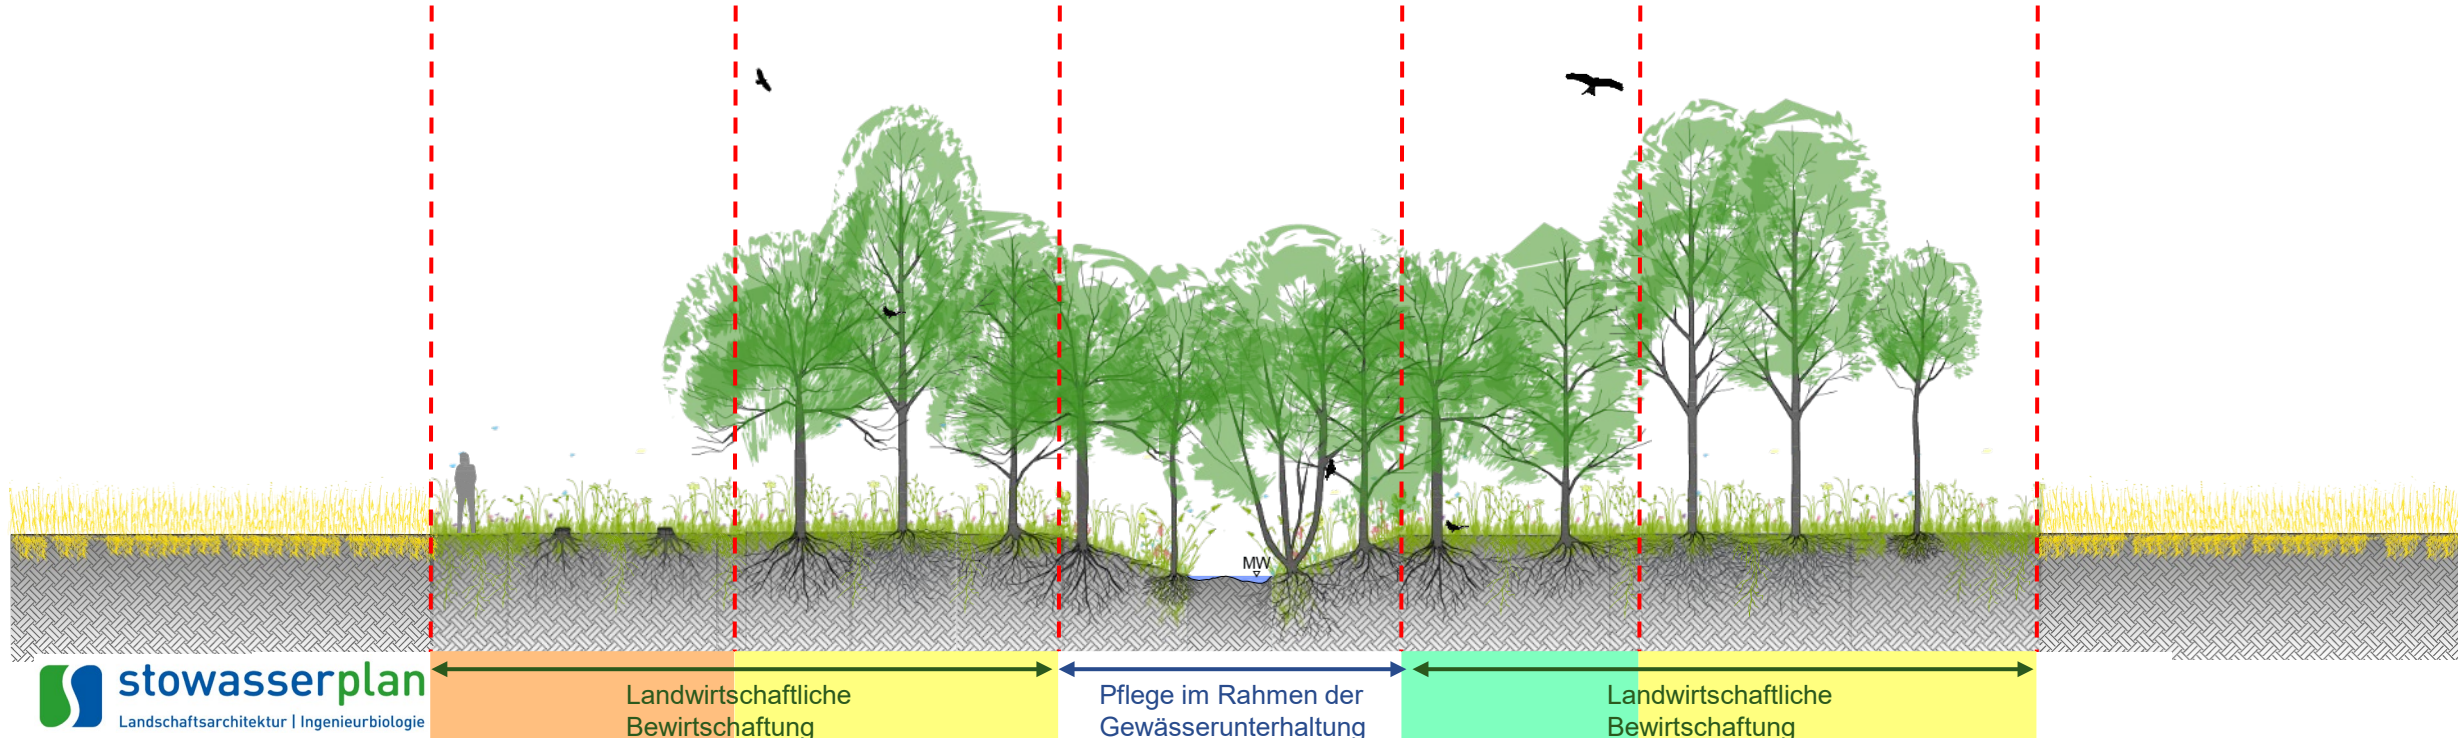 MW
stowasserplan
Landschaftsarchitektur | Ingenieurbiologie
Landwirtschaftliche
Bewirtschaftung
Pflege im Rahmen der
Gewässerunterhaltung
Landwirtschaftliche
Bewirtschaftung